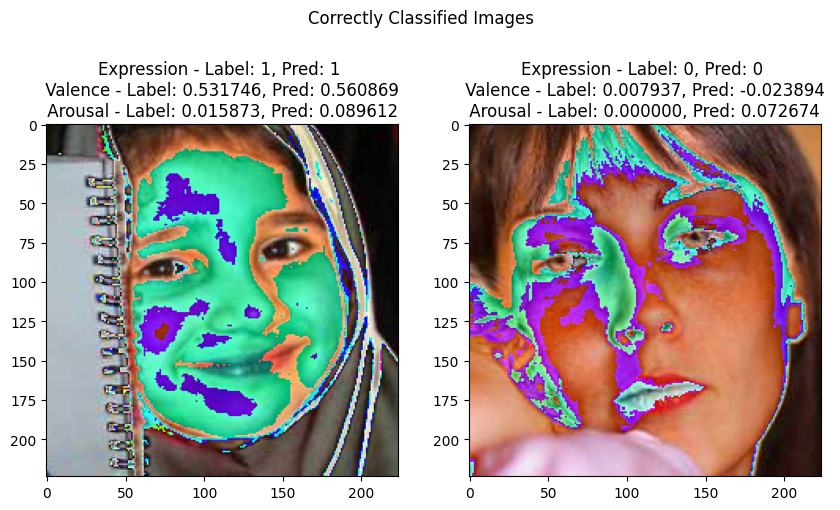 Correctly Classified Images
Expression - Label: 1, Pred: 1
Valence - Label: 0.531746, Pred: 0.560869
Arousal - Label: 0.015873, Pred: 0.089612
Expression - Label: 0, Pred: 0
Valence - Label: 0.007937, Pred: -0.023894
Arousal - Label: 0.000000, Pred: 0.072674
0
25
50
75
100
125
150
175
200
0 50 100 150 200
0
25
50
75
100
125
150
175
200
0 50 100 150 200